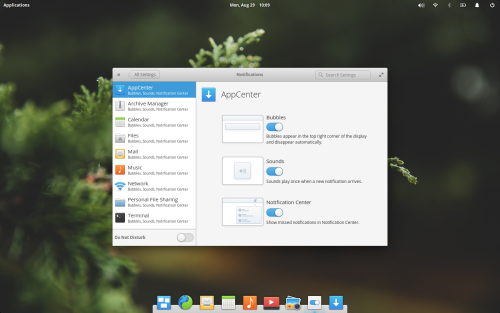 Applications
Mon, Aug 29 10:09
All Settings
Notifications
Search Settings
AppCenter
Bubbles, Sounds, Notification Center
Archive Manager
Bubbles, Sounds, Notification Center
Calendar
Bubbles, Sounds, Notification Center
Files
Bubbles, Sounds, Notification Center
Mail
Bubbles, Sounds, Notification Center
Music
Bubbles, Sounds, Notification Center
Network
Bubbles, Sounds, Notification Center
Personal File Sharing
Bubbles, Sounds, Notification Center
Terminal
Bubbles, Sounds, Notification Center
Do Not Disturb
AppCenter
Bubbles
Bubbles appear in the top right corner of the display
and disappear automatically.
Sounds
Sounds play once when a new notification arrives.
Notification Center
Show missed notifications in Notification Center.